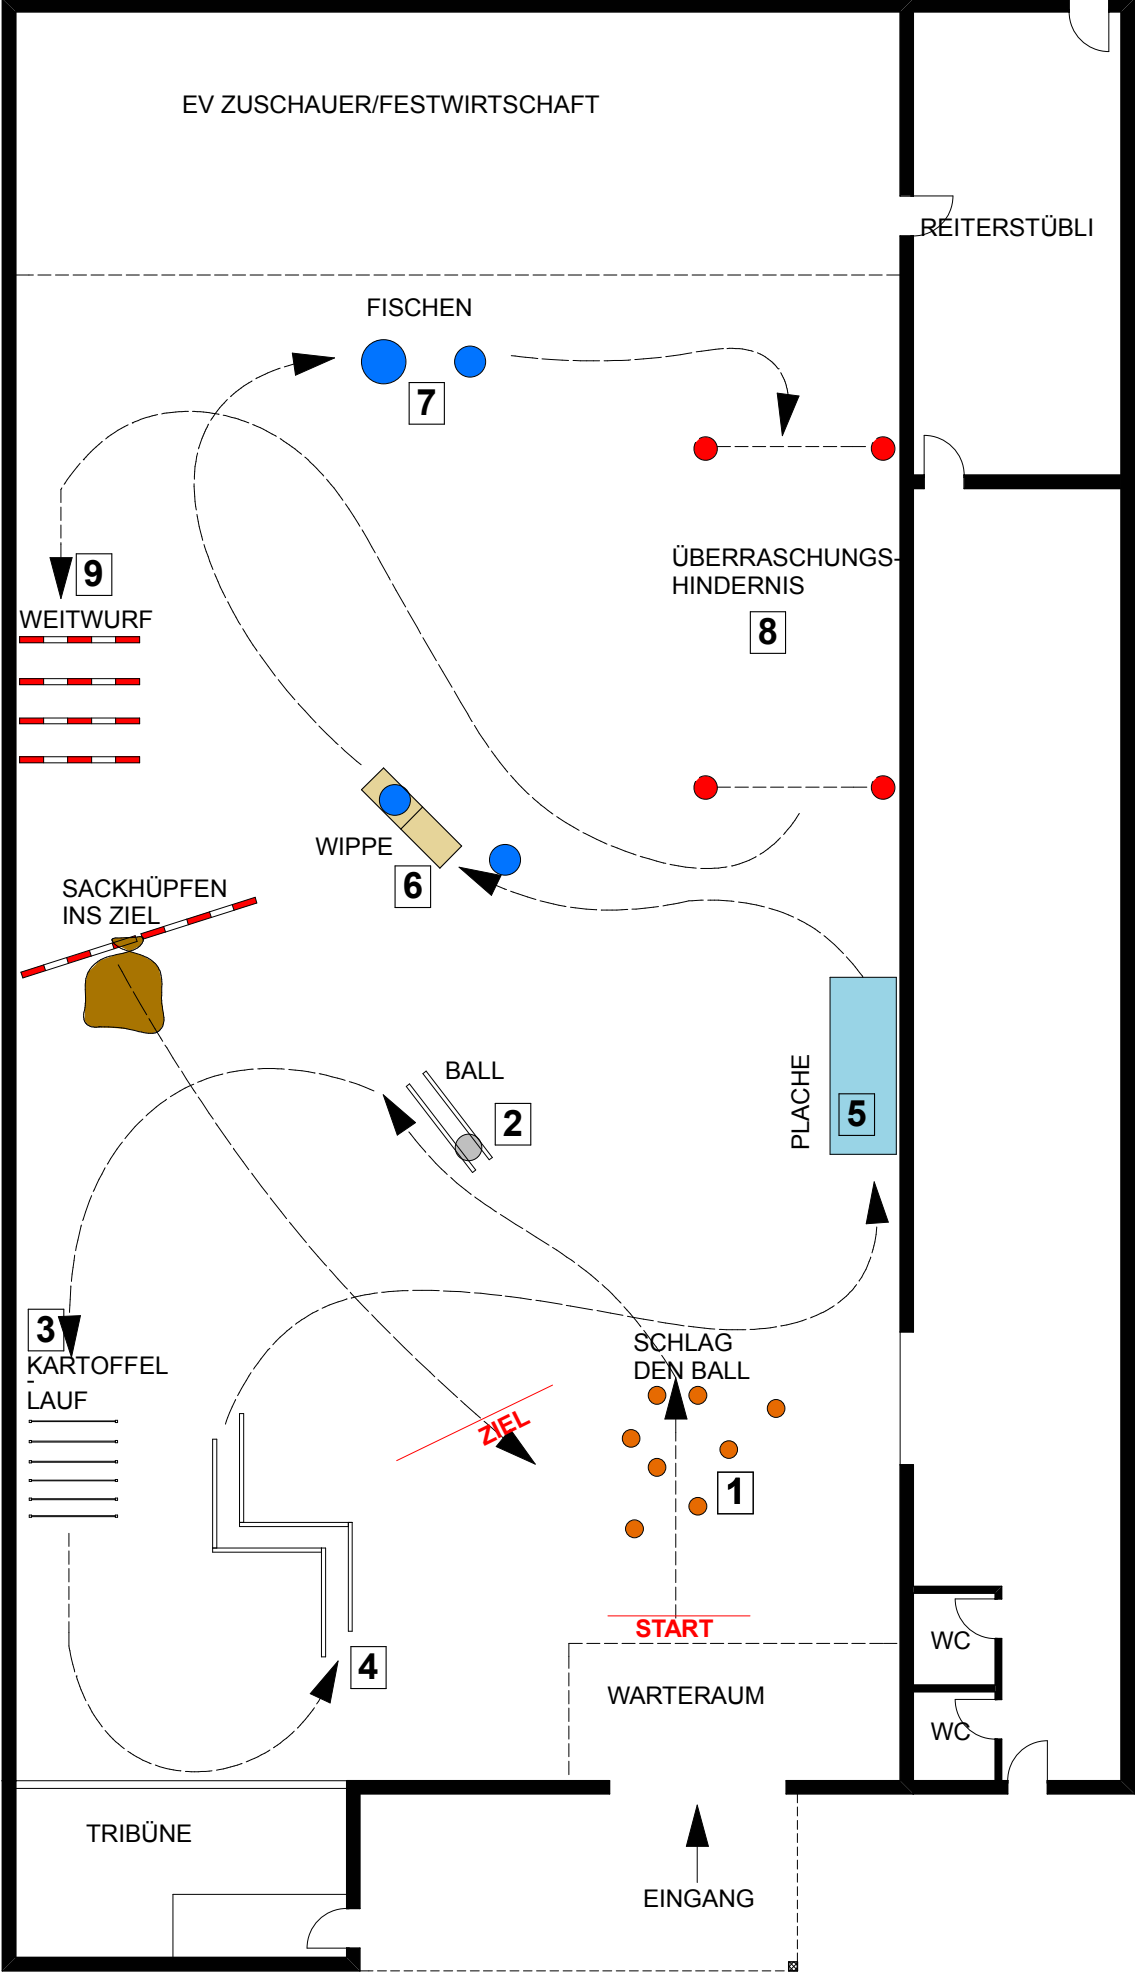 EV ZUSCHAUER/FESTWIRTSCHAFT
REITERSTÜBLI
FISCHEN
7
ÜBERRASCHUNGS-
HINDERNIS
8
9
WEITWURF
WIPPE
6
SACKHÜPFEN
INS ZIEL
BALL
2
PLACHE
5
3
KARTOFFEL
-
LAUF
SCHLAG
DEN BALL
ZIEL
1
START
4
WARTERAUM
WC
WC
TRIBÜNE
EINGANG